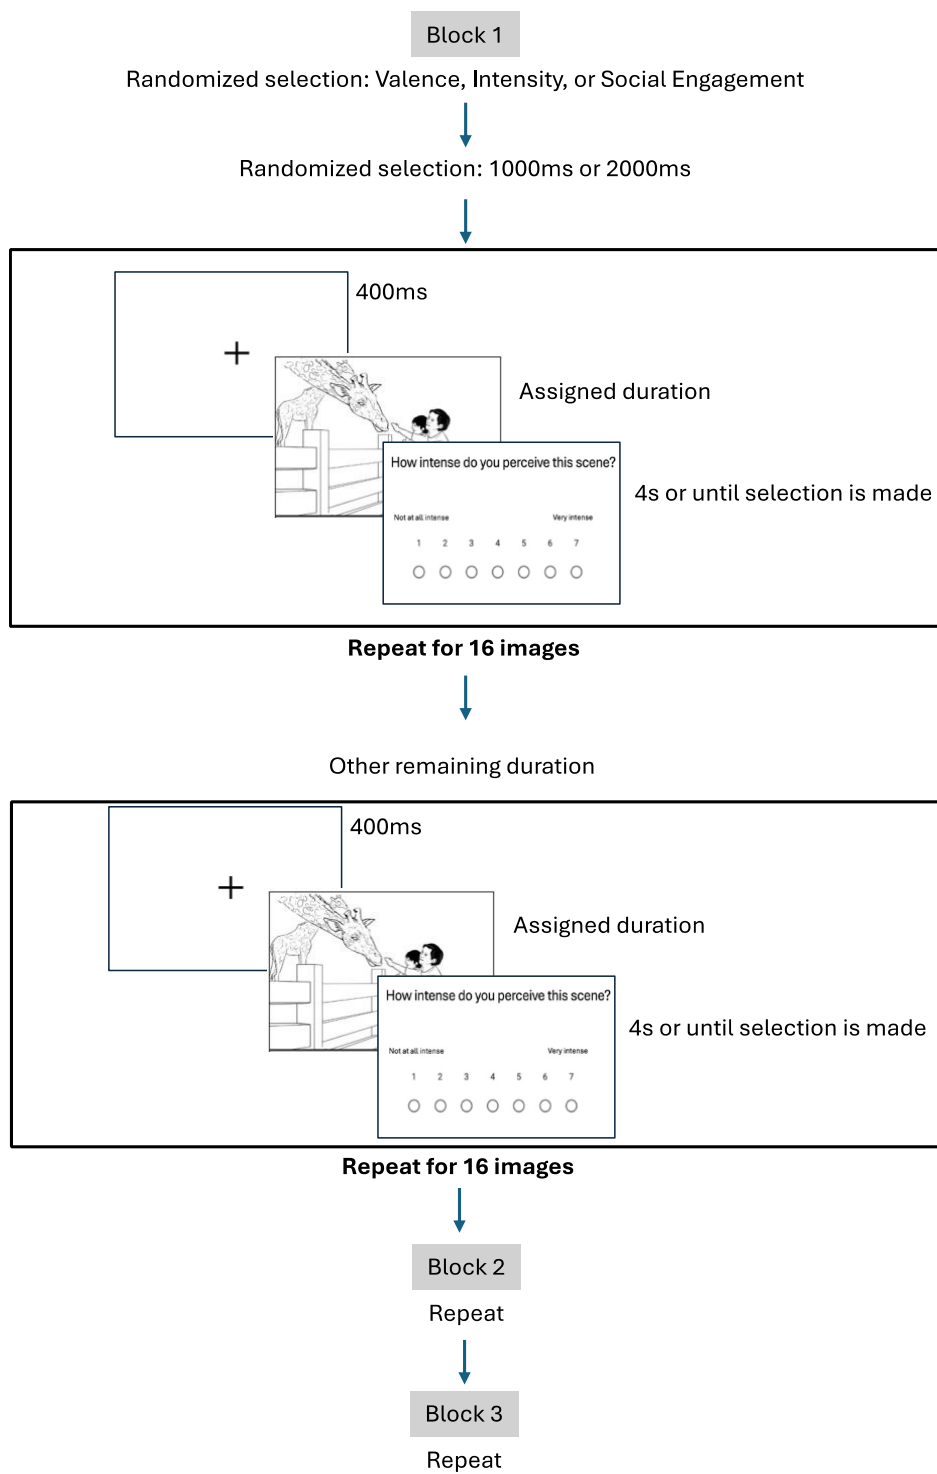 Block 1
Randomized selection: Valence, Intensity, or Social Engagement
Randomized selection: 1000ms or 2000ms
400ms
Assigned duration
How intense do you perceive this scene?
4s or until selection is made
Not at all intense Very intense
1 2 3 4 5 6 7
Repeat for 16 images
Other remaining duration
400ms
Assigned duration
How intense do you perceive this scene?
4s or until selection is made
Not at all intense Very intense
1 2 3 4 5 6 7
Repeat for 16 images
Block 2
Repeat
Block 3
Repeat